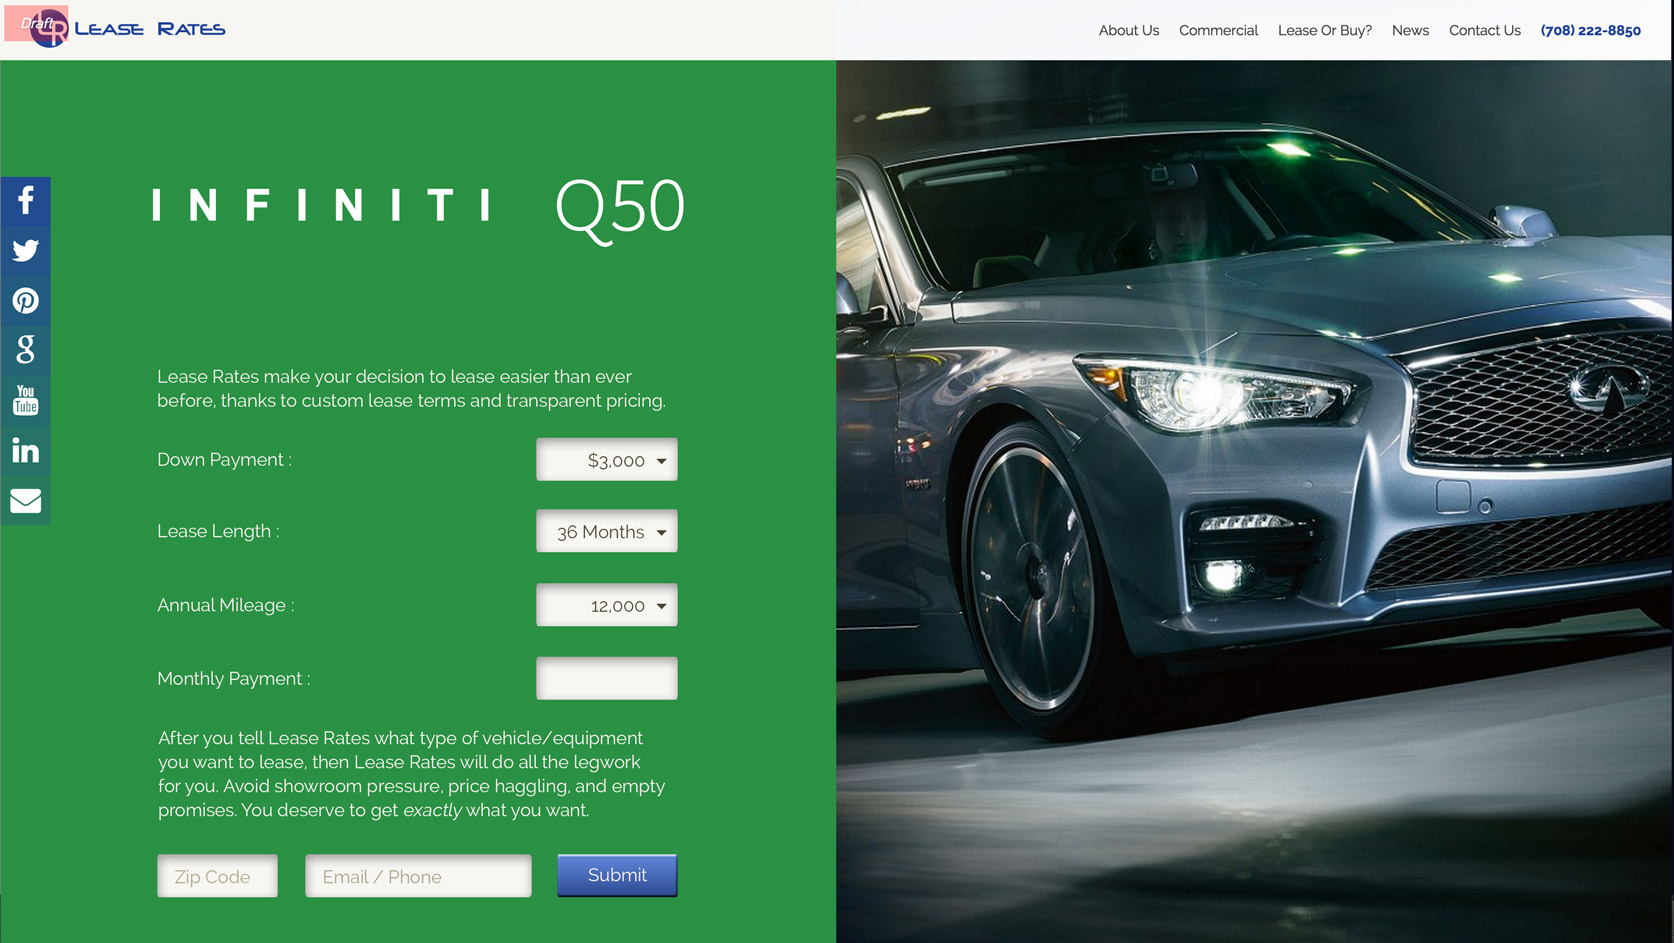 Draft
LR
LEASE RATES
About Us
Commercial
Lease Or Buy?
News
Contact Us
(708) 222-8850
INFINITI Q50
Lease Rates make your decision to lease easier than ever
before, thanks to custom lease terms and transparent pricing.
Down Payment : $3,000
Lease Length : 36 Months
Annual Mileage : 12,000
Monthly Payment :
After you tell Lease Rates what type of vehicle/equipment
you want to lease, then Lease Rates will do all the legwork
for you. Avoid showroom pressure, price haggling, and empty
promises. You deserve to get exactly what you want.
Zip Code
Email / Phone
Submit
f
g
You
Tube
in